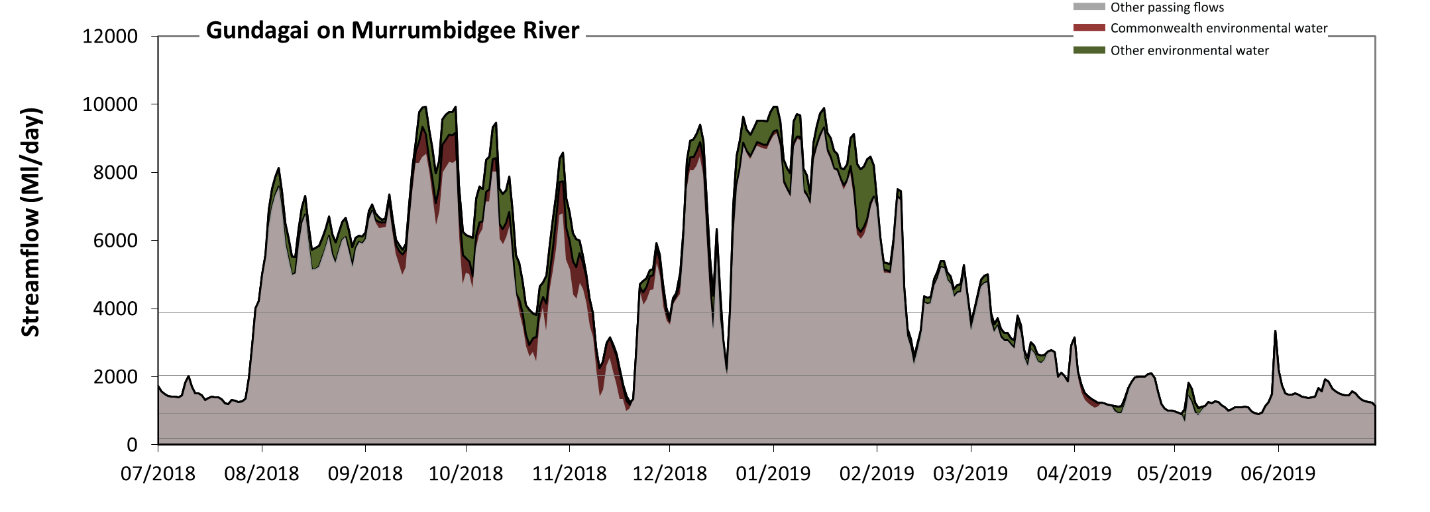 Other passing flows
Gundagai on Murrumbidgee River
Commonwealth environmental water
Other environmental water
Streamflow (Ml/day)
12000
10000
8000
6000
4000
2000
0
07/2018 08/2018 09/2018 10/2018 11/2018 12/2018 01/2019 02/2019 03/2019 04/2019 05/2019 06/2019